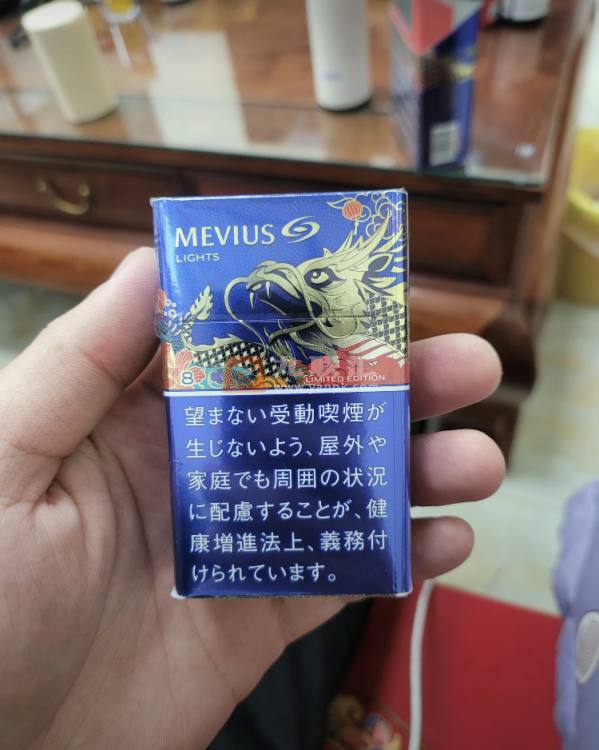 MEVIUS
LIGHTS
8
LIMITED EDITION
望まない受動喫煙が
生じないよう、屋外や
家庭でも周囲の状況
に配慮することが、健
康増進法上、義務付
けられています。